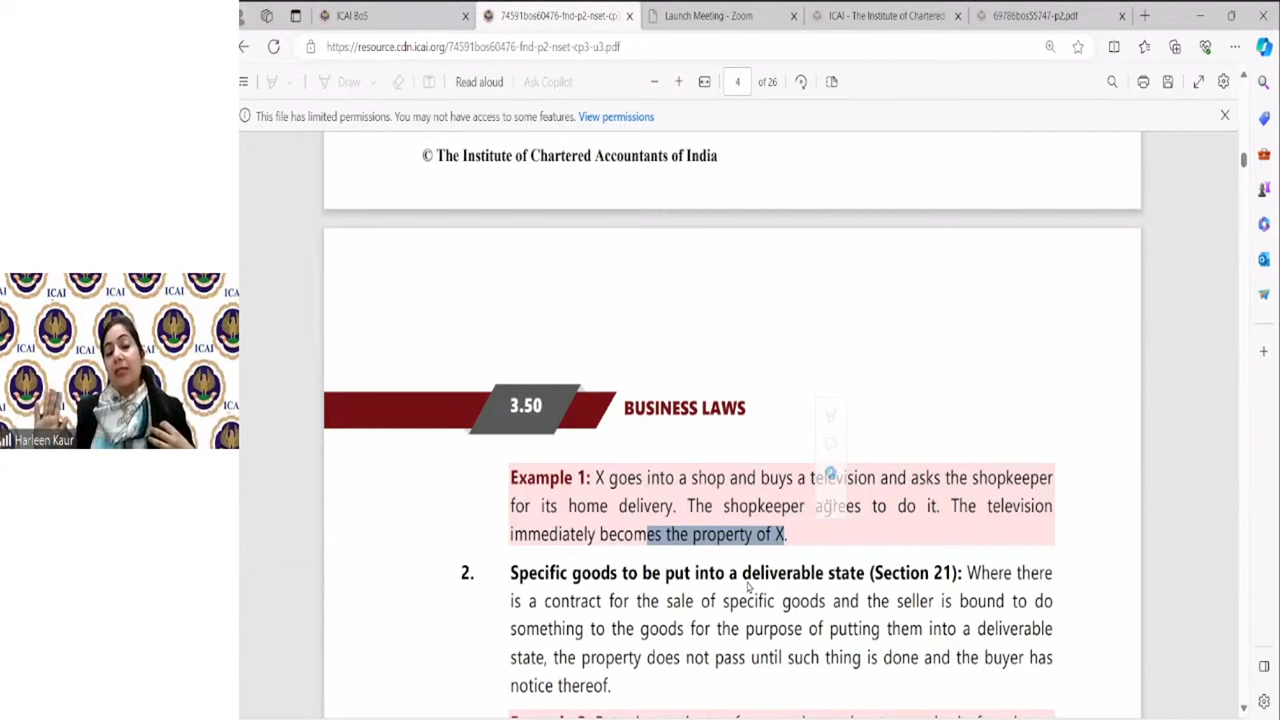 ICAI BoS
74591bos60476-fnd-p2-nset-cp3
Launch Meeting - Zoom
ICAI - The Institute of Chartered
69786bos55747-p2.pdf
https://resource.cdn.icai.org/74591bos60476-fnd-p2-nset-cp3-u3.pdf
Draw
Read aloud
Ask Copilot
4
of 26
This file has limited permissions. You may not have access to some features. View permissions
© The Institute of Chartered Accountants of India
3.50
BUSINESS LAWS
Example 1: X goes into a shop and buys a television and asks the shopkeeper
for its home delivery. The shopkeeper agrees to do it. The television
immediately becomes the property of X.
2. Specific goods to be put into a deliverable state (Section 21): Where there
is a contract for the sale of specific goods and the seller is bound to do
something to the goods for the purpose of putting them into a deliverable
state, the property does not pass until such thing is done and the buyer has
notice thereof.
ICAI
ICAI
ICAI
ICAI
ICAI
ICAI
Harleen Kaur